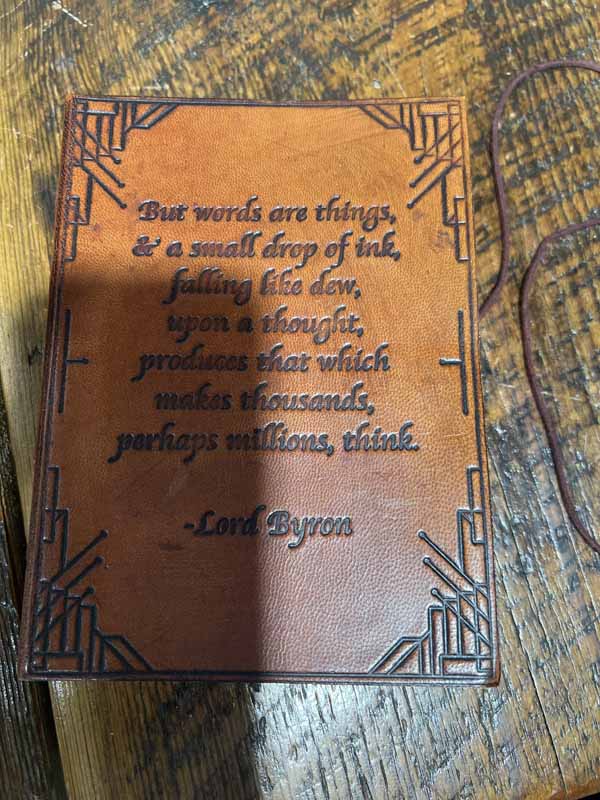 But words are things,
& a small drop of ink,
falling like dew,
upon a thought,
produces that which
makes thousands,
perhaps millions, think.
-Lord Byron